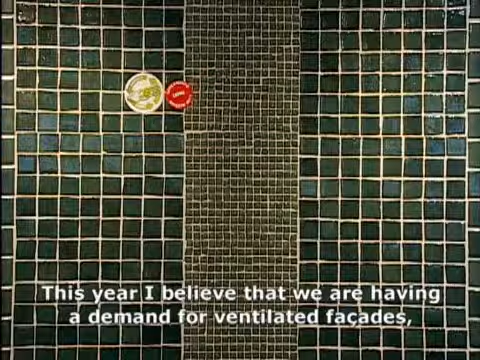 This year I believe that we are having
a demand for ventilated façades,